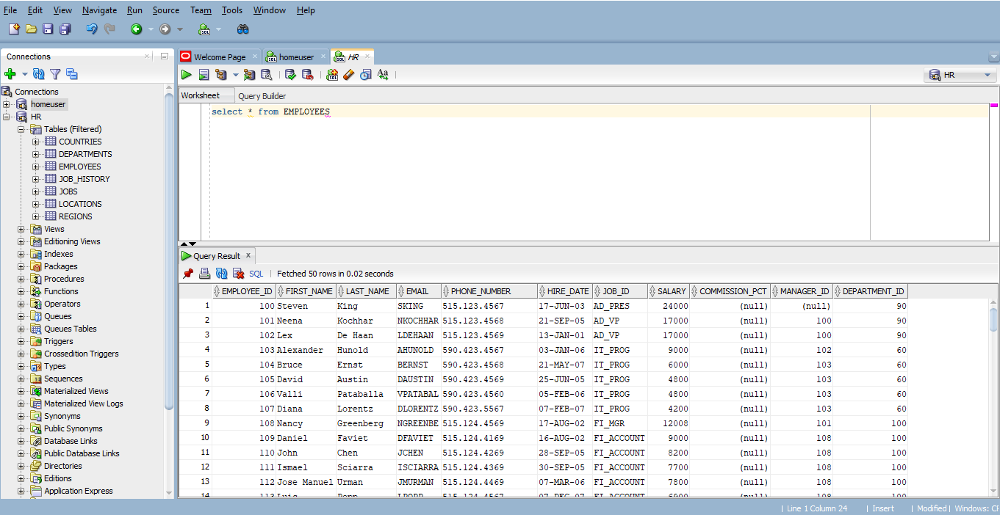 File Edit View Navigate Run Source Team Tools Window Help
Connections
Welcome Page homeuser HR
HR
Connections
homeuser
HR
Tables (Filtered)
COUNTRIES
DEPARTMENTS
EMPLOYEES
JOB_HISTORY
JOBS
LOCATIONS
REGIONS
Views
Editioning Views
Indexes
Packages
Procedures
Functions
Operators
Queues
Queues Tables
Triggers
Crossedition Triggers
Types
Sequences
Materialized Views
Materialized View Logs
Synonyms
Public Synonyms
Database Links
Public Database Links
Directories
Editions
Application Express
Worksheet Query Builder
select * from EMPLOYEES
Query Result
SQL | Fetched 50 rows in 0.02 seconds
EMPLOYEE_ID FIRST_NAME LAST_NAME EMAIL PHONE_NUMBER HIRE_DATE JOB_ID SALARY COMMISSION_PCT MANAGER_ID DEPARTMENT_ID
1 100 Steven King SKING 515.123.4567 17-JUN-03 AD_PRES 24000 (null) (null) 90
2 101 Neena Kochhar NKOCHHAR 515.123.4568 21-SEP-05 AD_VP 17000 (null) 100 90
3 102 Lex De Haan LDEHAAN 515.123.4569 13-JAN-01 AD_VP 17000 (null) 100 90
4 103 Alexander Hunold AHUNOLD 590.423.4567 03-JAN-06 IT_PROG 9000 (null) 102 60
5 104 Bruce Ernst BERNST 590.423.4568 21-MAY-07 IT_PROG 6000 (null) 103 60
6 105 David Austin DAUSTIN 590.423.4569 25-JUN-05 IT_PROG 4800 (null) 103 60
7 106 Valli Pataballa VPATABAL 590.423.4560 05-FEB-06 IT_PROG 4800 (null) 103 60
8 107 Diana Lorentz DLORENTZ 590.423.5567 07-FEB-07 IT_PROG 4200 (null) 103 60
9 108 Nancy Greenberg NGREENBE 515.124.4569 17-AUG-02 FI_MGR 12008 (null) 101 100
10 109 Daniel Faviet DFAVIET 515.124.4169 16-AUG-02 FI_ACCOUNT 9000 (null) 108 100
11 110 John Chen JCHEN 515.124.4269 28-SEP-05 FI_ACCOUNT 8200 (null) 108 100
12 111 Ismael Sciarra ISCIARRA 515.124.4369 30-SEP-05 FI_ACCOUNT 7700 (null) 108 100
13 112 Jose Manuel Urman JMURMAN 515.124.4469 07-MAR-06 FI_ACCOUNT 7800 (null) 108 100
14 113 Luis Popp LPOPP 515.124.4567 07-DEC-07 FI_ACCOUNT 6900 (null) 108 100
| Line 1 Column 24 | Insert | Modified | Windows: CF